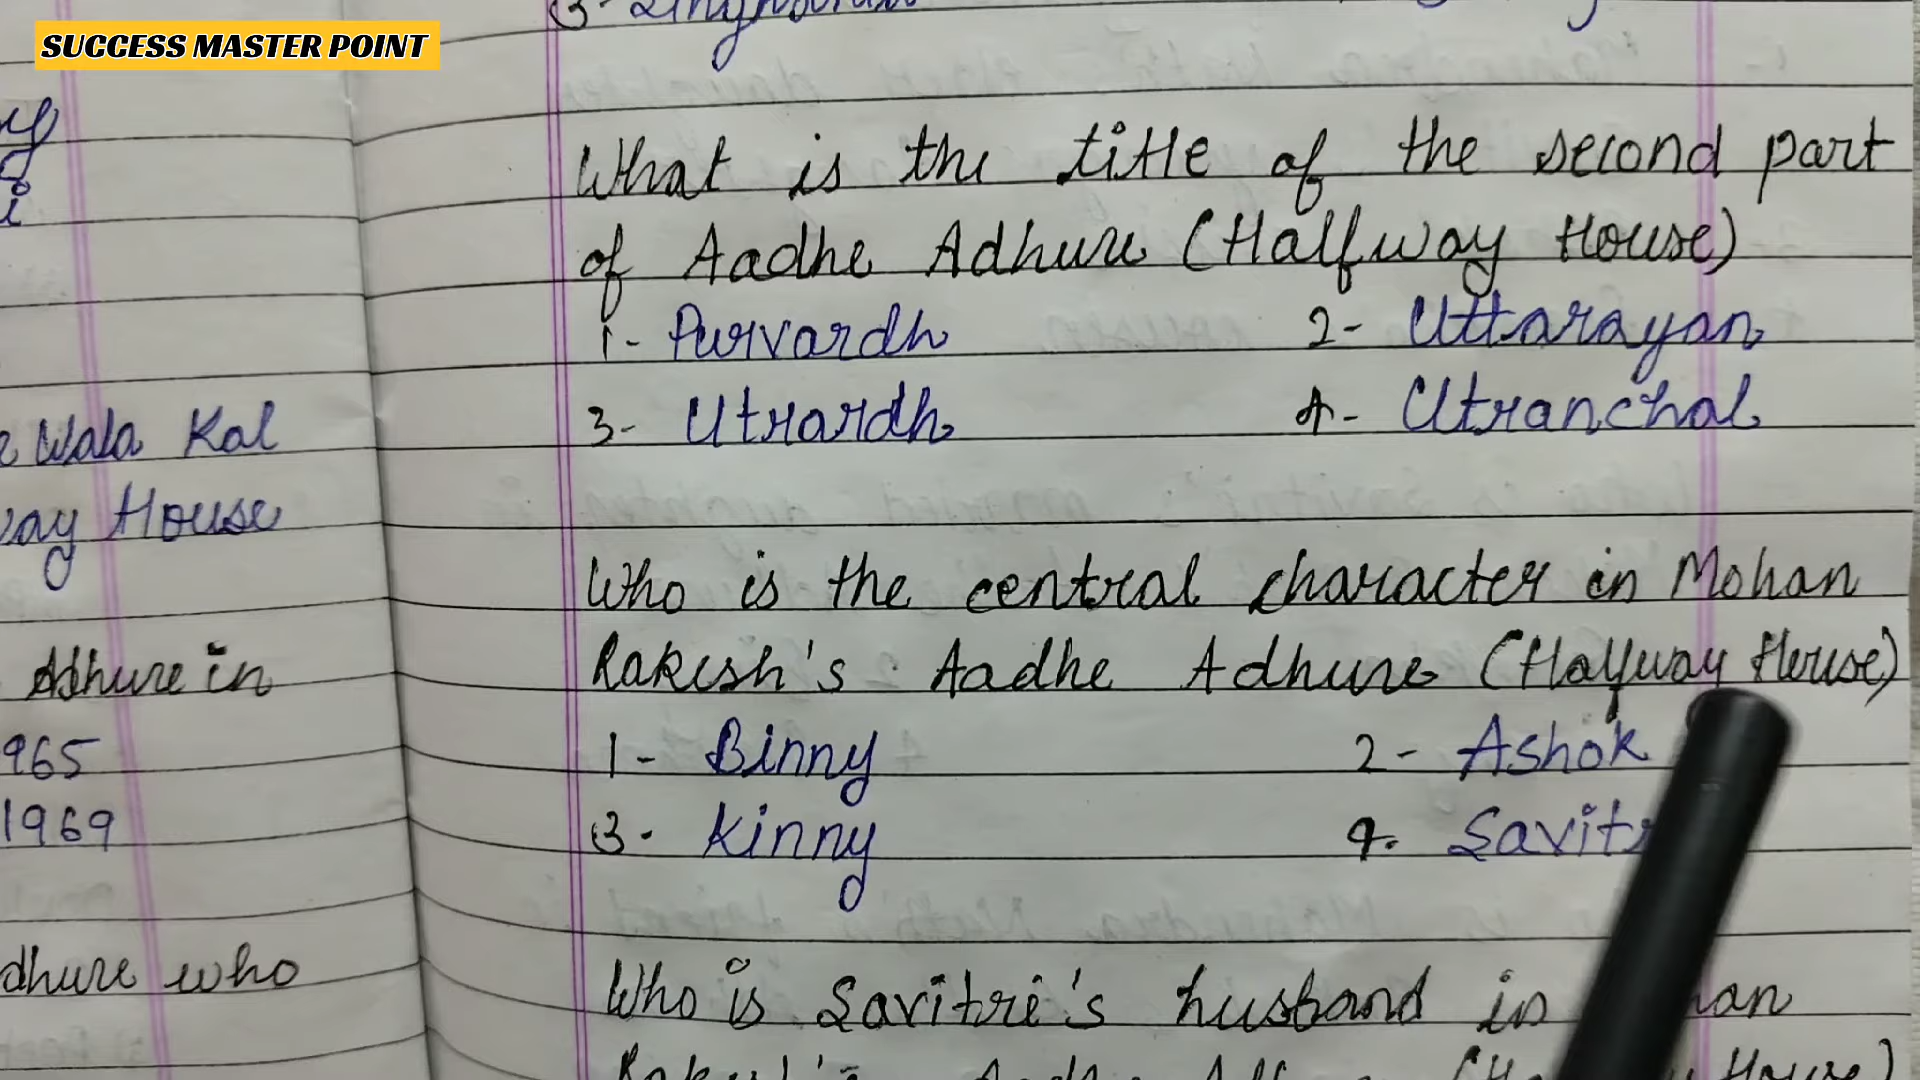 SUCCESS MASTER POINT
Wala Kal
House
Adhure in
965
1969
dhure who
What is the title of the second part
of Aadhe Adhure (Halfway House)
1- Purvardh 2- Uttarayan
3- Utrardh 4- Utranchal
Who is the central character in Mohan
Rakesh's Aadhe Adhure (Halfway House)
1- Binny 2- Ashok
3- Kinny 4. Savitr
Who is Savitri's husband in